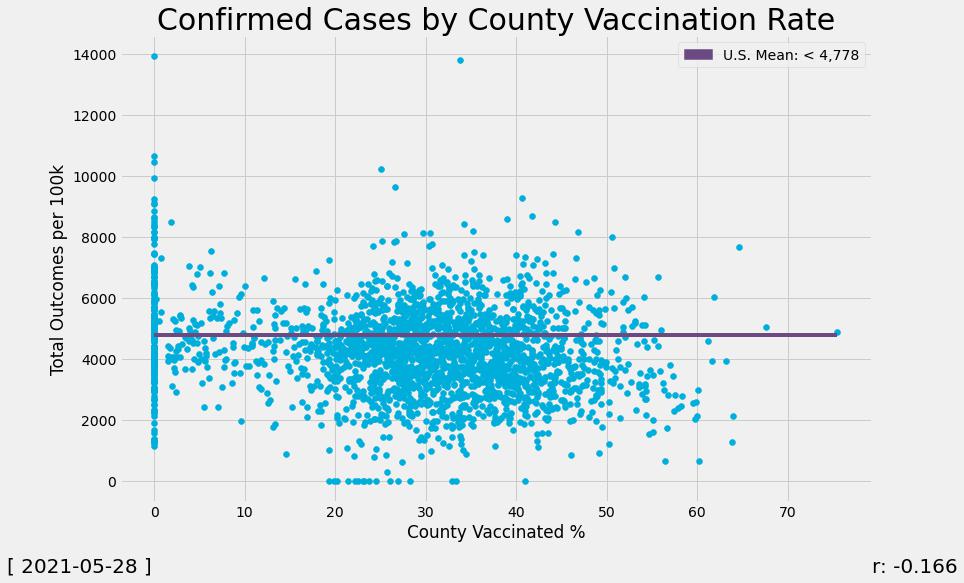 Confirmed Cases by County Vaccination Rate
U.S. Mean: < 4,778
Total Outcomes per 100k
14000
12000
10000
8000
6000
4000
2000
0
0 10 20 30 40 50 60 70
County Vaccinated %
[ 2021-05-28 ]
r: -0.166